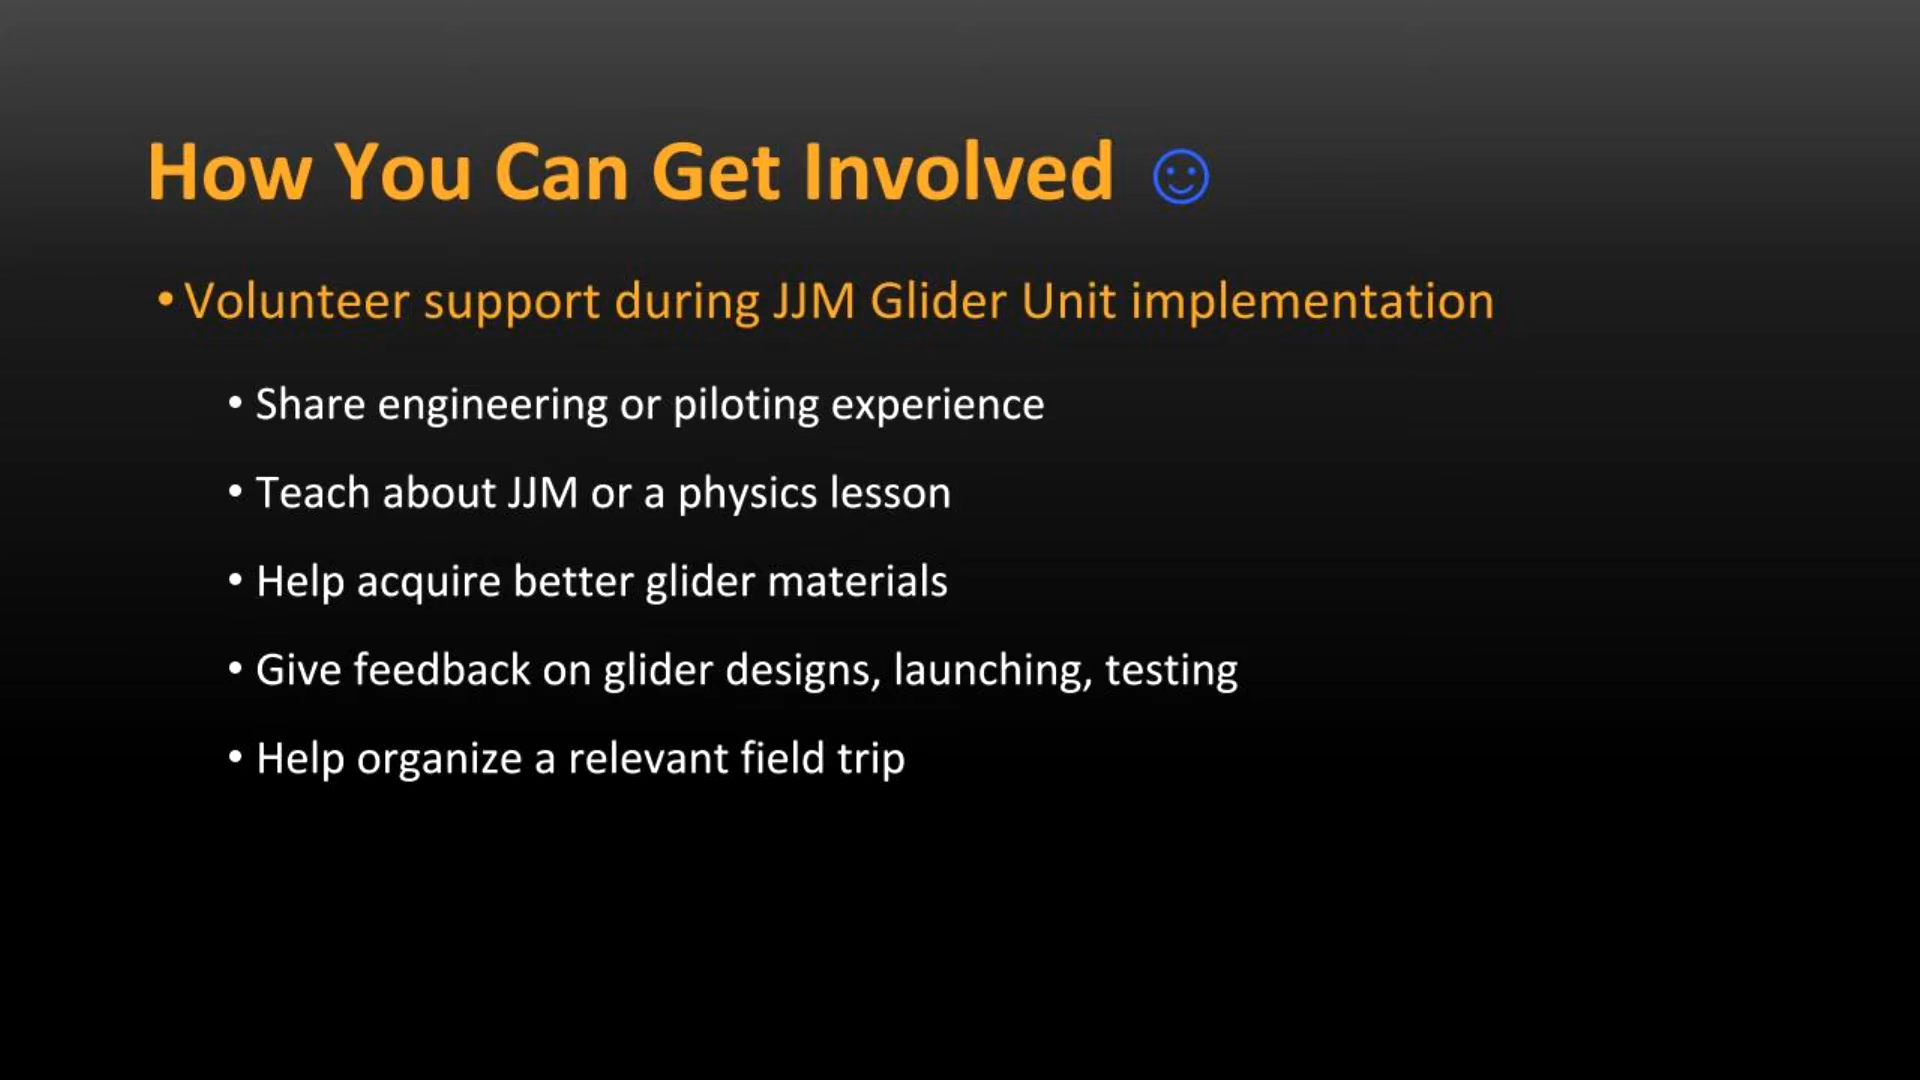 How You Can Get Involved ☺
• Volunteer support during JJM Glider Unit implementation
• Share engineering or piloting experience
• Teach about JJM or a physics lesson
• Help acquire better glider materials
• Give feedback on glider designs, launching, testing
• Help organize a relevant field trip